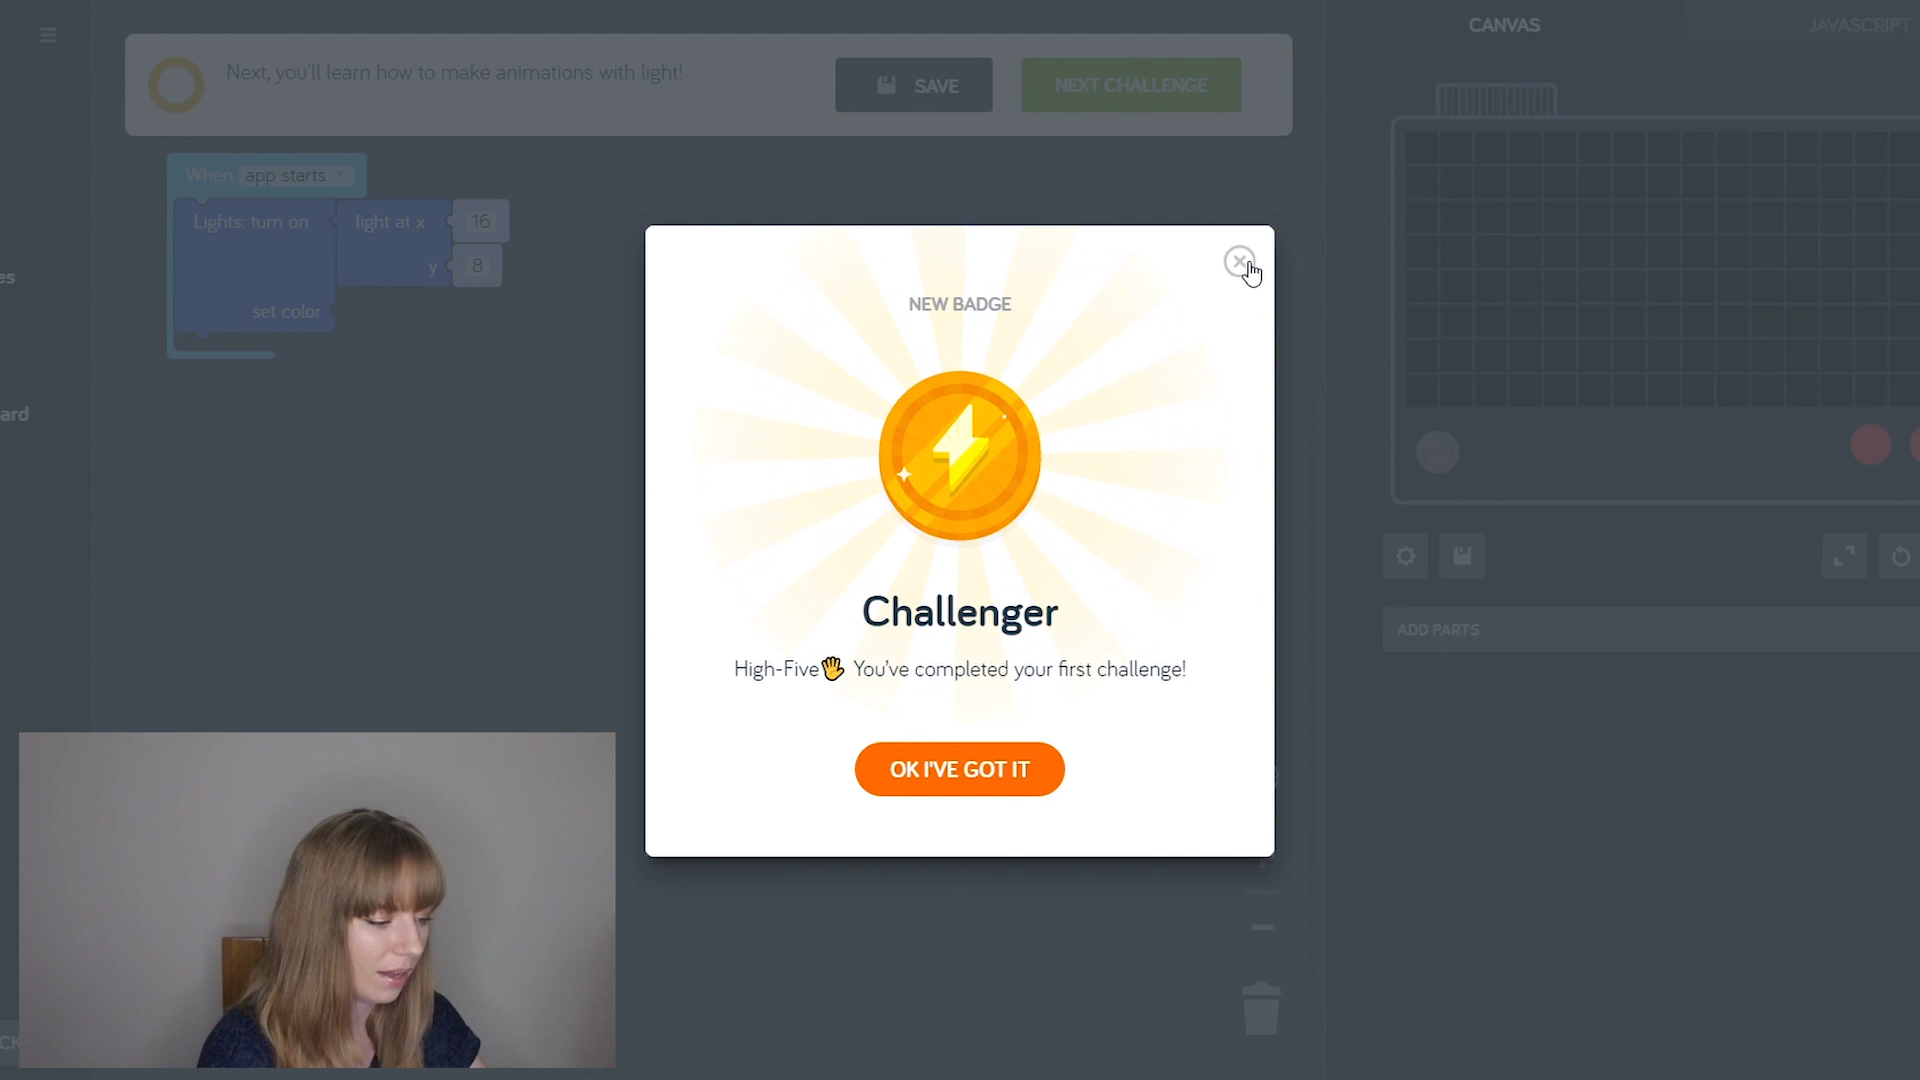 CANVAS
JAVASCRIPT
Next, you'll learn how to make animations with light!
SAVE
NEXT CHALLENGE
When app starts
Lights: turn on light at x 16
y 8
set color
es
ard
NEW BADGE
Challenger
High-Five🖐 You've completed your first challenge!
OK I'VE GOT IT
ADD PARTS
CK